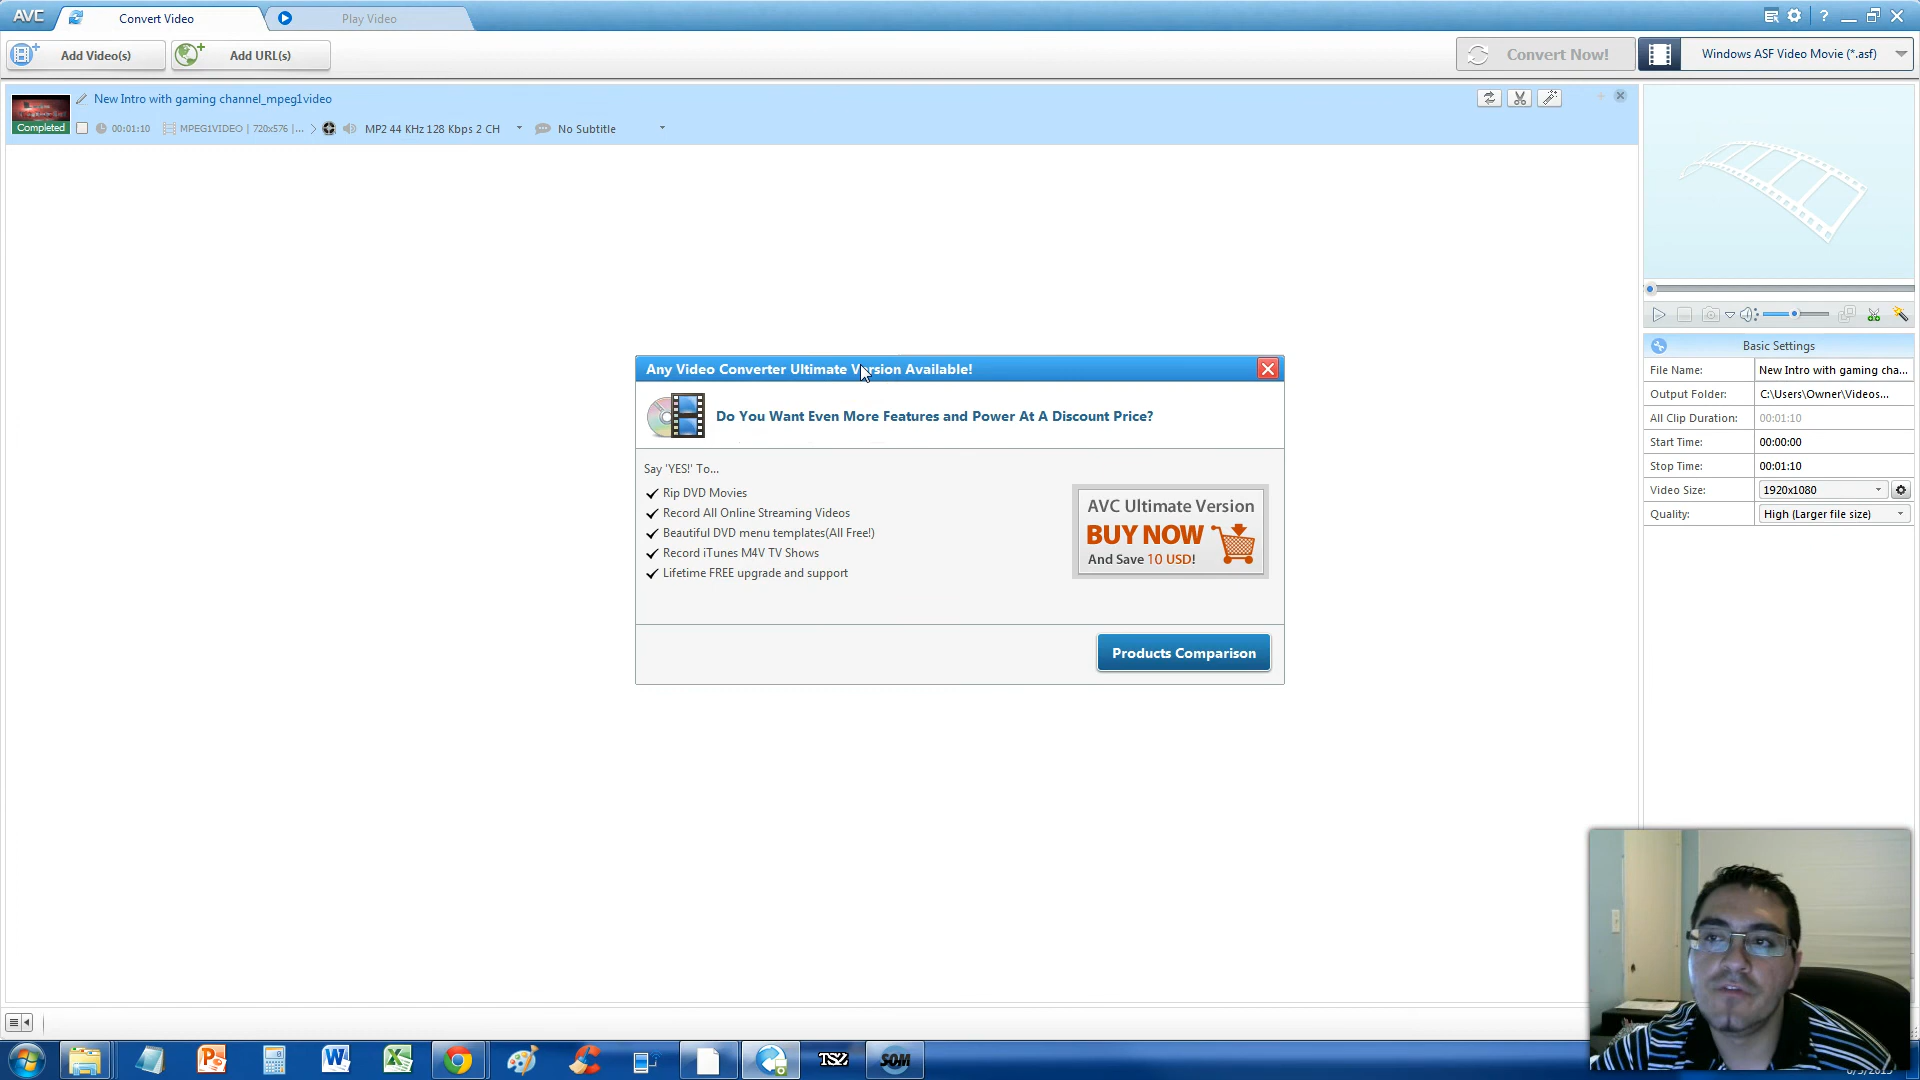 AVC
Convert Video
Play Video
?
Add Video(s)
Add URL(s)
Convert Now!
Windows ASF Video Movie (*.asf)
New Intro with gaming channel_mpeg1video
Completed
00:01:10
MPEG1VIDEO | 720x576 |...
MP2 44 KHz 128 Kbps 2 CH
No Subtitle
Any Video Converter Ultimate Version Available!
Do You Want Even More Features and Power At A Discount Price?
Say 'YES!' To...
Rip DVD Movies
Record All Online Streaming Videos
Beautiful DVD menu templates(All Free!)
Record iTunes M4V TV Shows
Lifetime FREE upgrade and support
AVC Ultimate Version
BUY NOW
And Save 10 USD!
Products Comparison
Basic Settings
File Name: New Intro with gaming cha...
Output Folder: C:\Users\Owner\Videos...
All Clip Duration: 00:01:10
Start Time: 00:00:00
Stop Time: 00:01:10
Video Size: 1920x1080
Quality: High (Larger file size)
TSZ
SOM